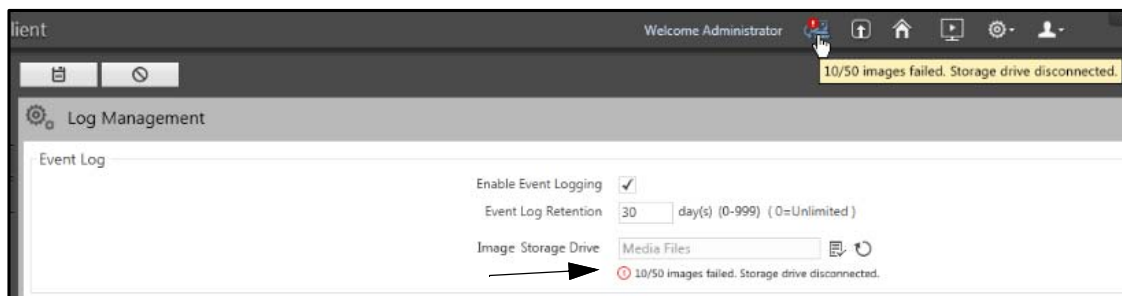 lient
Welcome Administrator
10/50 images failed. Storage drive disconnected.
Log Management
Event Log
Enable Event Logging
Event Log Retention 30 day(s) (0-999) ( 0=Unlimited )
Image Storage Drive Media Files
10/50 images failed. Storage drive disconnected.